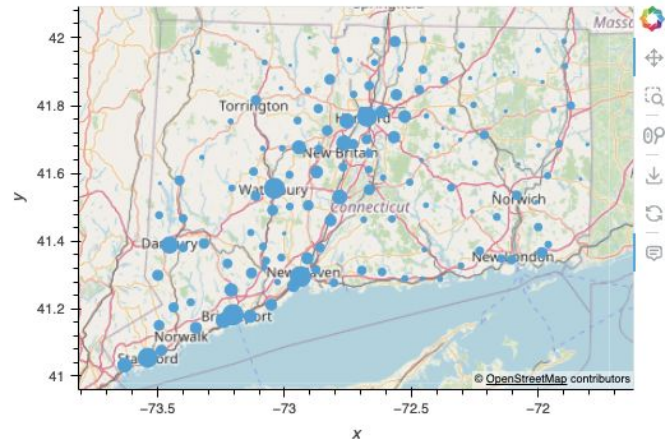 Springfield
Massa
42
Torrington
41.8
Hartford
New Britain
41.6
Waterbury
Connecticut
Norwich
41.4
Danbury
New London
New Haven
41.2
Bridgeport
Norwalk
Stamford
41
© OpenStreetMap contributors
−73.5
−73
−72.5
−72
x
y